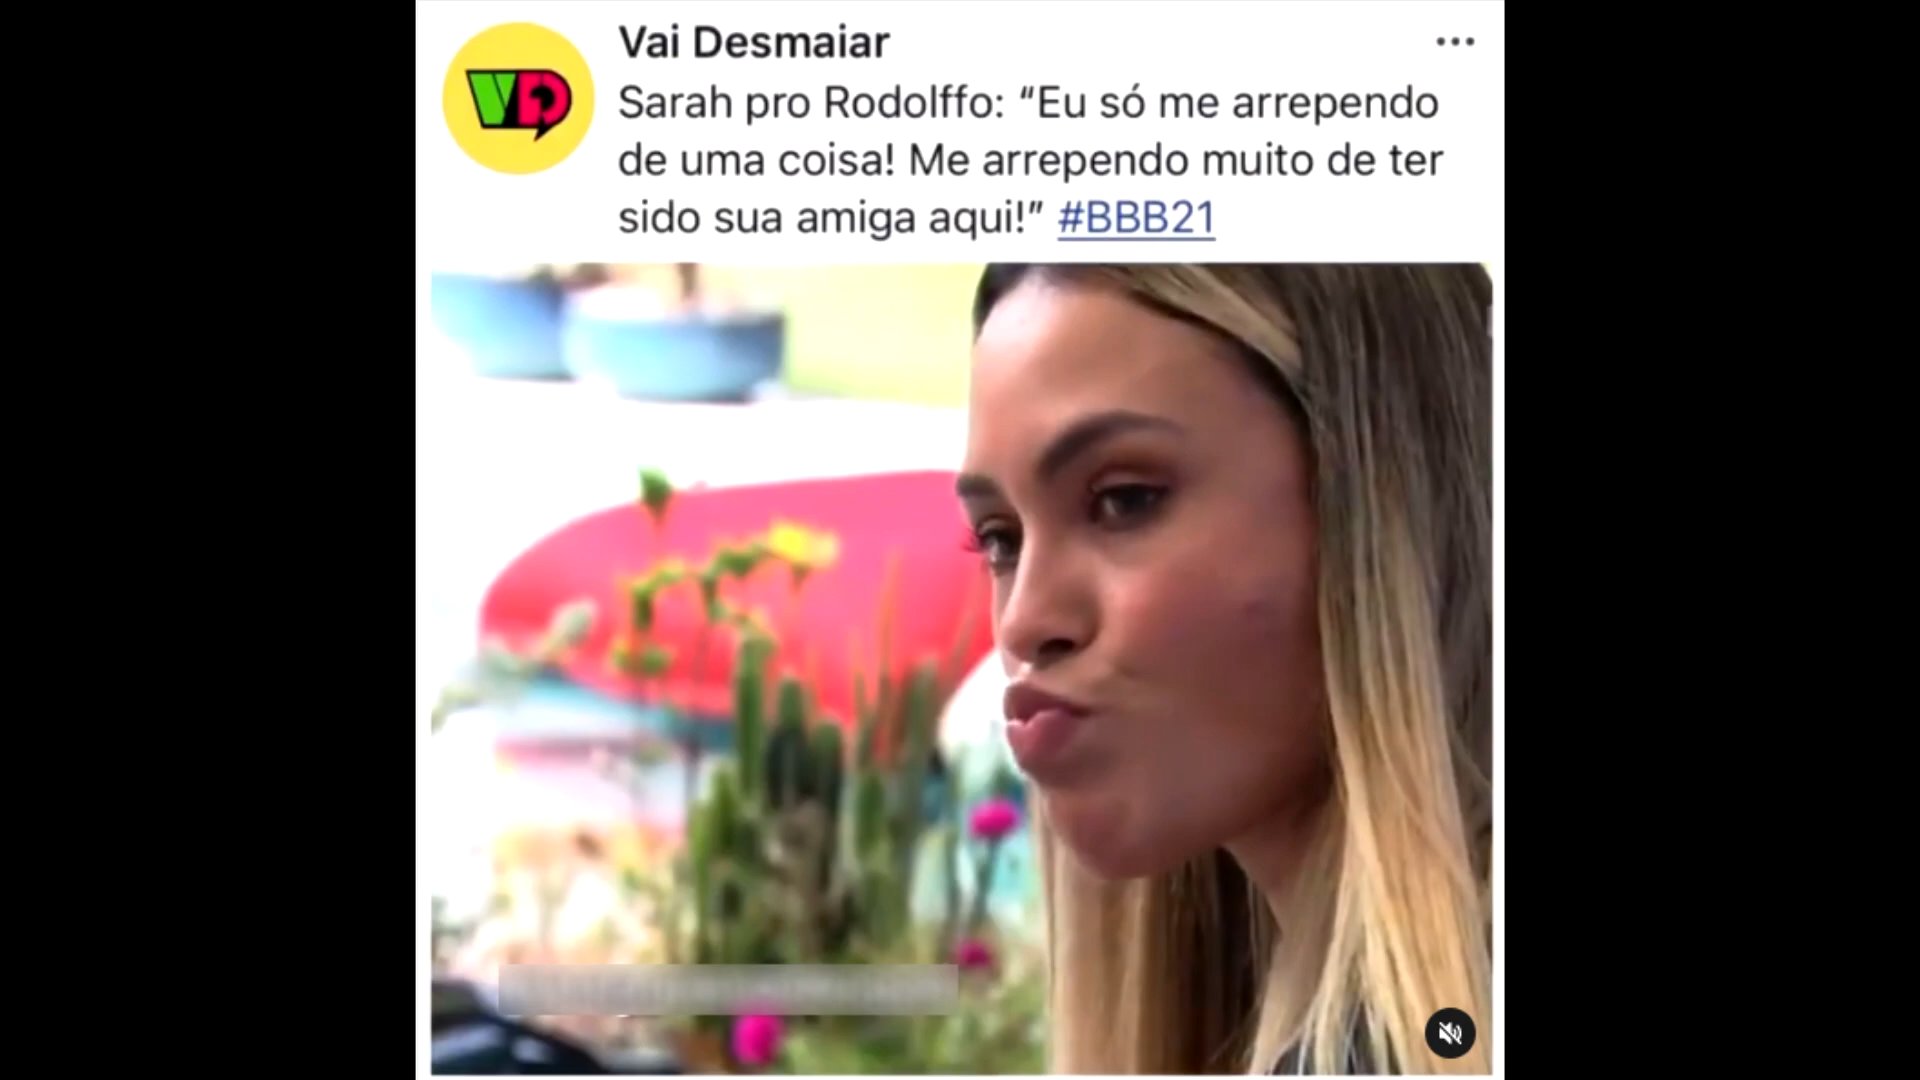 Vai Desmaiar
VD
Sarah pro Rodolffo: “Eu só me arrependo
de uma coisa! Me arrependo muito de ter
sido sua amiga aqui!” #BBB21